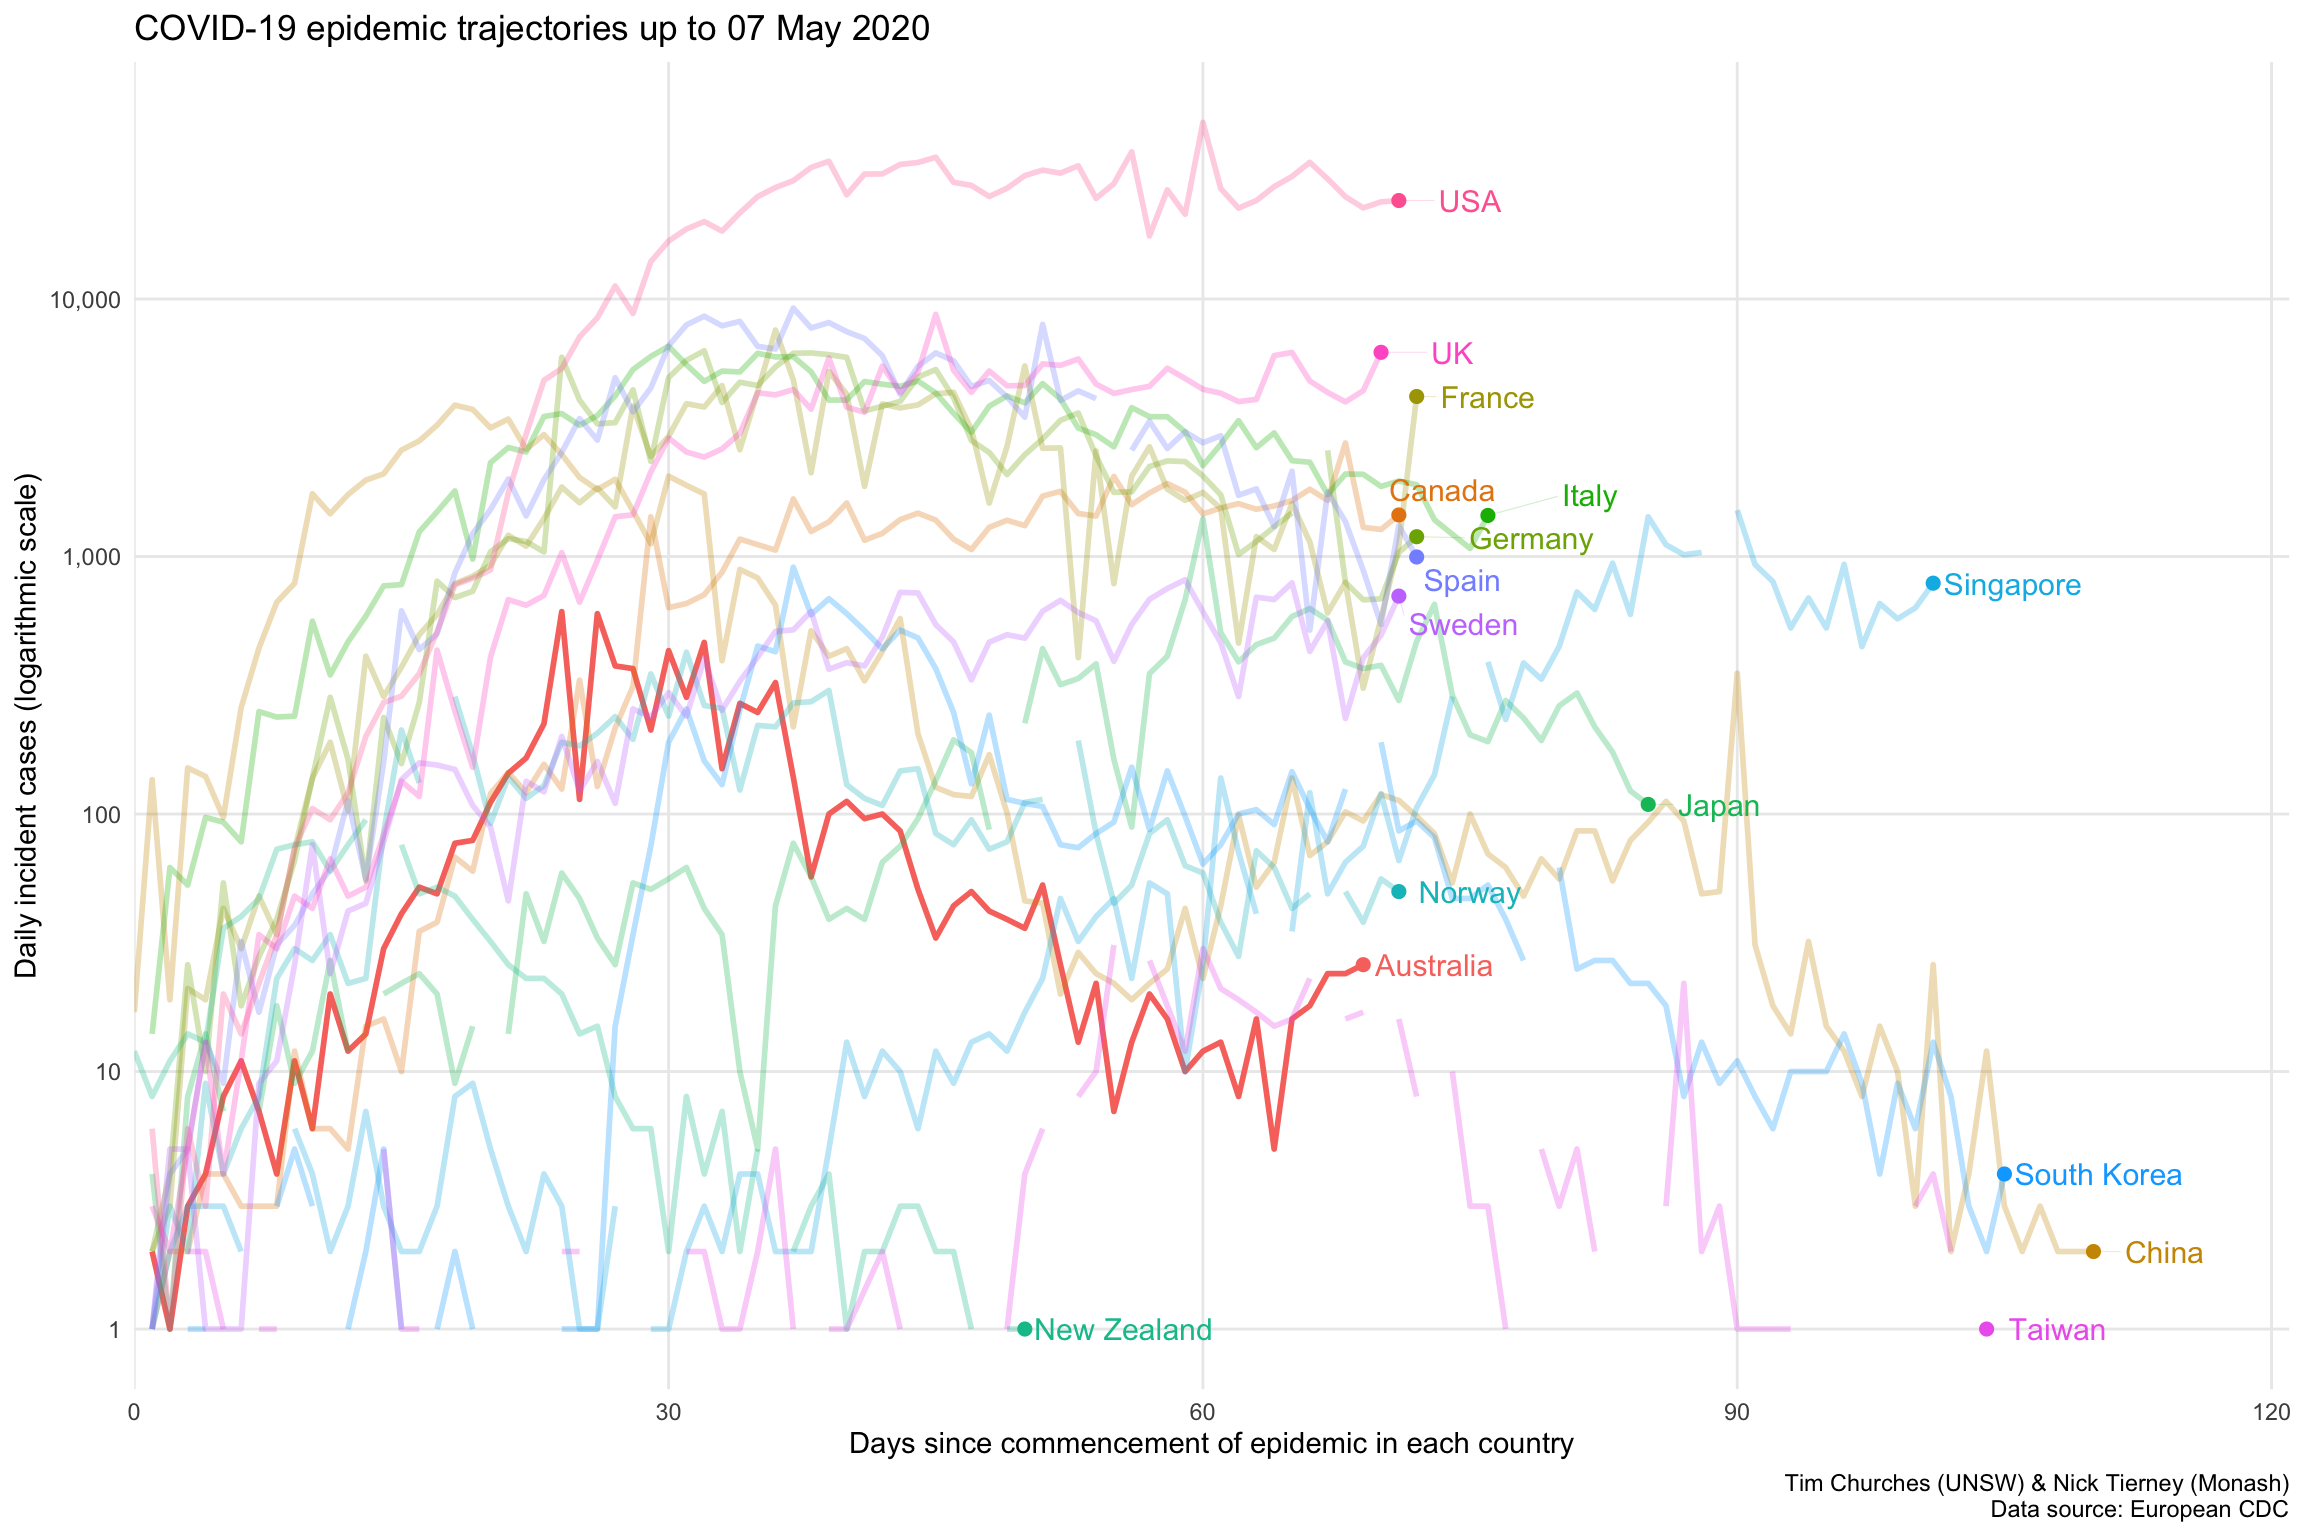 COVID-19 epidemic trajectories up to 07 May 2020
Daily incident cases (logarithmic scale)
10,000
1,000
100
10
1
USA
UK
France
Canada
Italy
Germany
Spain
Singapore
Sweden
Japan
Norway
Australia
South Korea
China
New Zealand
Taiwan
0 30 60 90 120
Days since commencement of epidemic in each country
Tim Churches (UNSW) & Nick Tierney (Monash)
Data source: European CDC